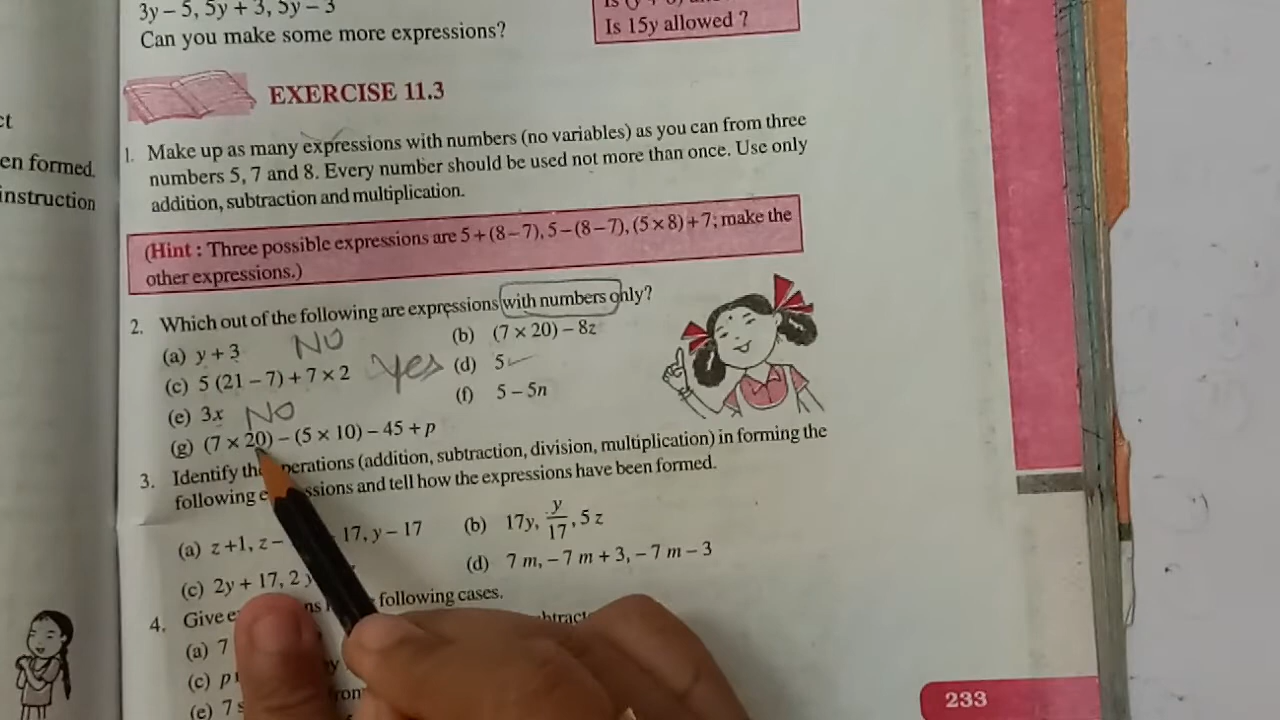 3y – 5, 5y + 3, 5y – 3
Can you make some more expressions?
Is 15y allowed ?
ct
en formed.
instruction
EXERCISE 11.3
1. Make up as many expressions with numbers (no variables) as you can from three
numbers 5, 7 and 8. Every number should be used not more than once. Use only
addition, subtraction and multiplication.
(Hint : Three possible expressions are 5 + (8 – 7), 5 – (8 – 7), (5 × 8) + 7; make the
other expressions.)
2. Which out of the following are expressions with numbers only?
(a) y + 3 NO (b) (7 × 20) – 8z
(c) 5 (21 – 7) + 7 × 2 Yes (d) 5
(e) 3x NO (f) 5 – 5n
(g) (7 × 20) – (5 × 10) – 45 + p
3. Identify the operations (addition, subtraction, division, multiplication) in forming the
following expressions and tell how the expressions have been formed.
(a) z +1, z – 17, y – 17 (b) 17y, y/17, 5 z
(c) 2y + 17, 2 y (d) 7 m, – 7 m + 3, – 7 m – 3
4. Give following cases.
(a) 7
(c) p
(e) 7
233